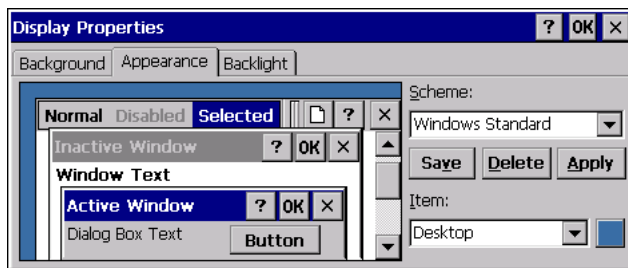 Display Properties ? OK ×
Background Appearance Backlight
Normal Disabled Selected ? ×
Inactive Window ? OK ×
Window Text
Active Window ? OK ×
Dialog Box Text Button
Scheme:
Windows Standard
Save Delete Apply
Item:
Desktop